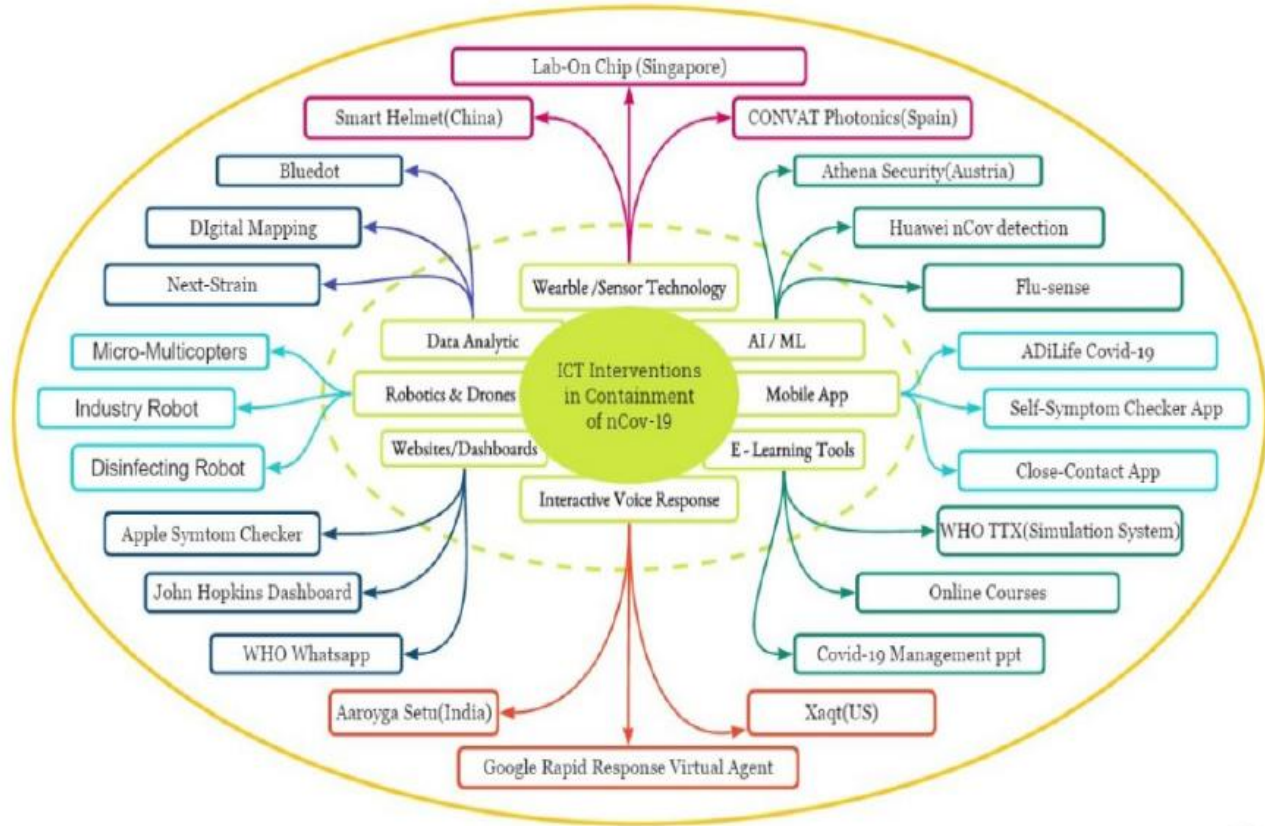 Lab-On Chip (Singapore)
Smart Helmet(China)
CONVAT Photonics(Spain)
Bluedot
Athena Security(Austria)
DIgital Mapping
Huawei nCov detection
Next-Strain
Wearble /Sensor Technology
Flu-sense
Data Analytic
AI / ML
Micro-Multicopters
ADiLife Covid-19
ICT Interventions
in Containment
of nCov-19
Robotics & Drones
Mobile App
Industry Robot
Self-Symptom Checker App
Websites/Dashboards
E - Learning Tools
Disinfecting Robot
Close-Contact App
Interactive Voice Response
Apple Symtom Checker
WHO TTX(Simulation System)
John Hopkins Dashboard
Online Courses
WHO Whatsapp
Covid-19 Management ppt
Aaroyga Setu(India)
Xaqt(US)
Google Rapid Response Virtual Agent